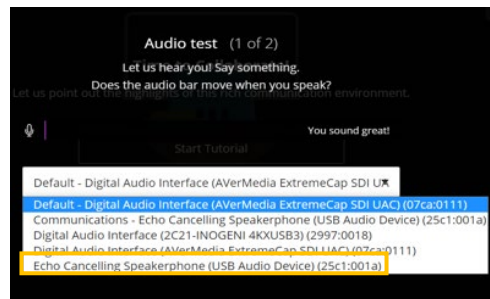 Audio test (1 of 2)
Let us hear you! Say something.
Does the audio bar move when you speak?
Let us point out the highlights of this rich communication environment.
You sound great!
Start Tutorial
Default - Digital Audio Interface (AVerMedia ExtremeCap SDI U
Default - Digital Audio Interface (AVerMedia ExtremeCap SDI UAC) (07ca:0111)
Communications - Echo Cancelling Speakerphone (USB Audio Device) (25c1:001a)
Digital Audio Interface (2C21-INOGENI 4KXUSB3) (2997:0018)
Digital Audio Interface (AVerMedia ExtremeCap SDI UAC) (07ca:0111)
Echo Cancelling Speakerphone (USB Audio Device) (25c1:001a)